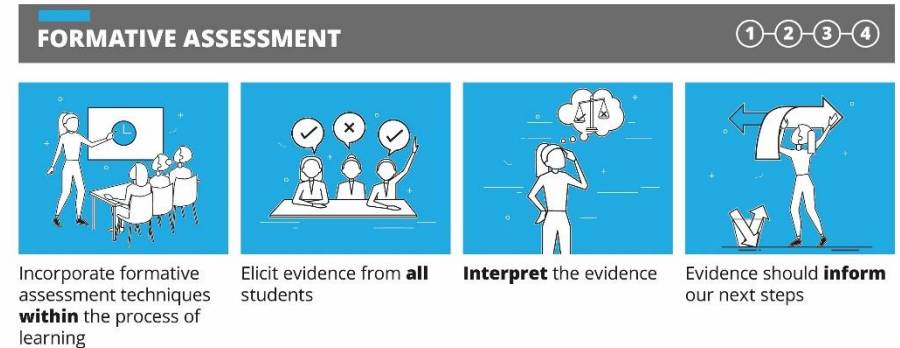 FORMATIVE ASSESSMENT
1 2 3 4
Incorporate formative
assessment techniques
within the process of
learning
Elicit evidence from all
students
Interpret the evidence
Evidence should inform
our next steps